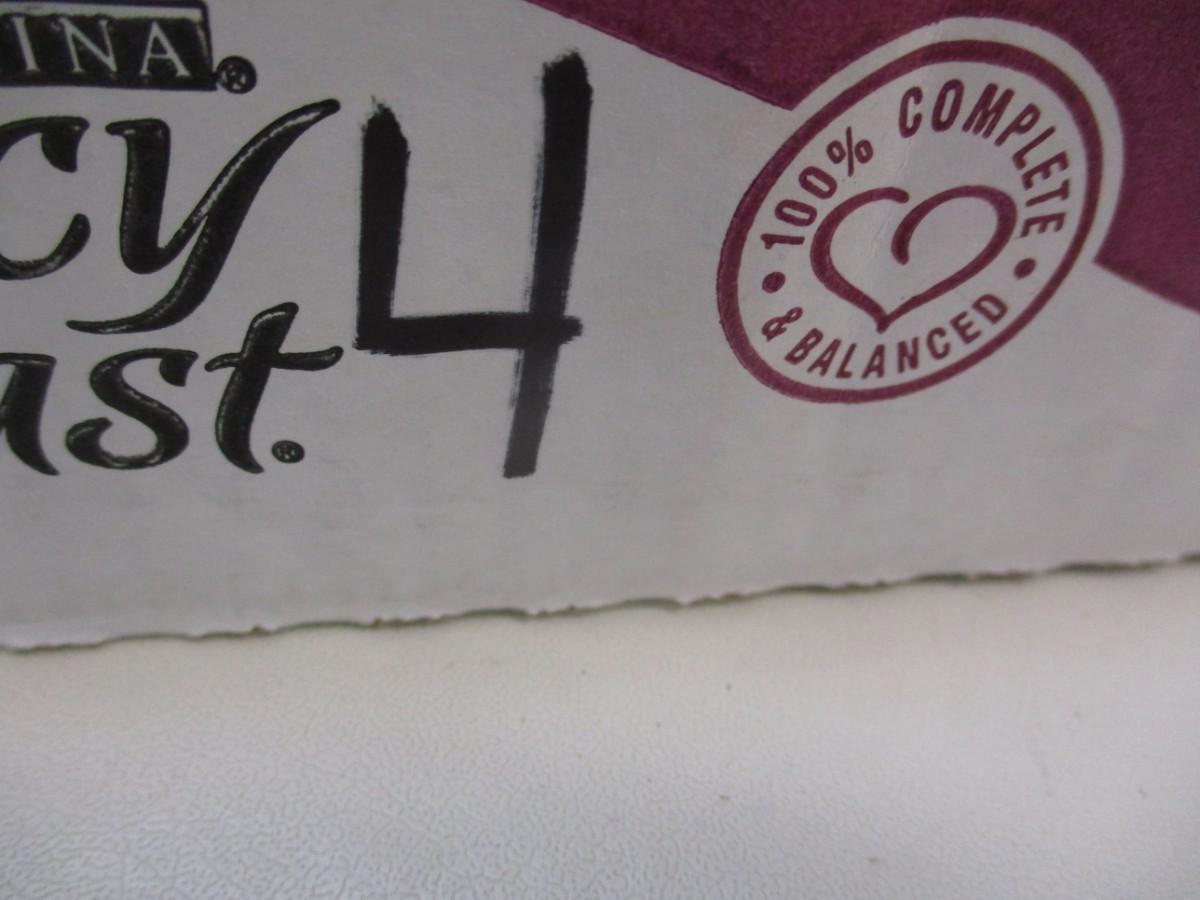 INA®
cy
ast®
4
100% COMPLETE
& BALANCED